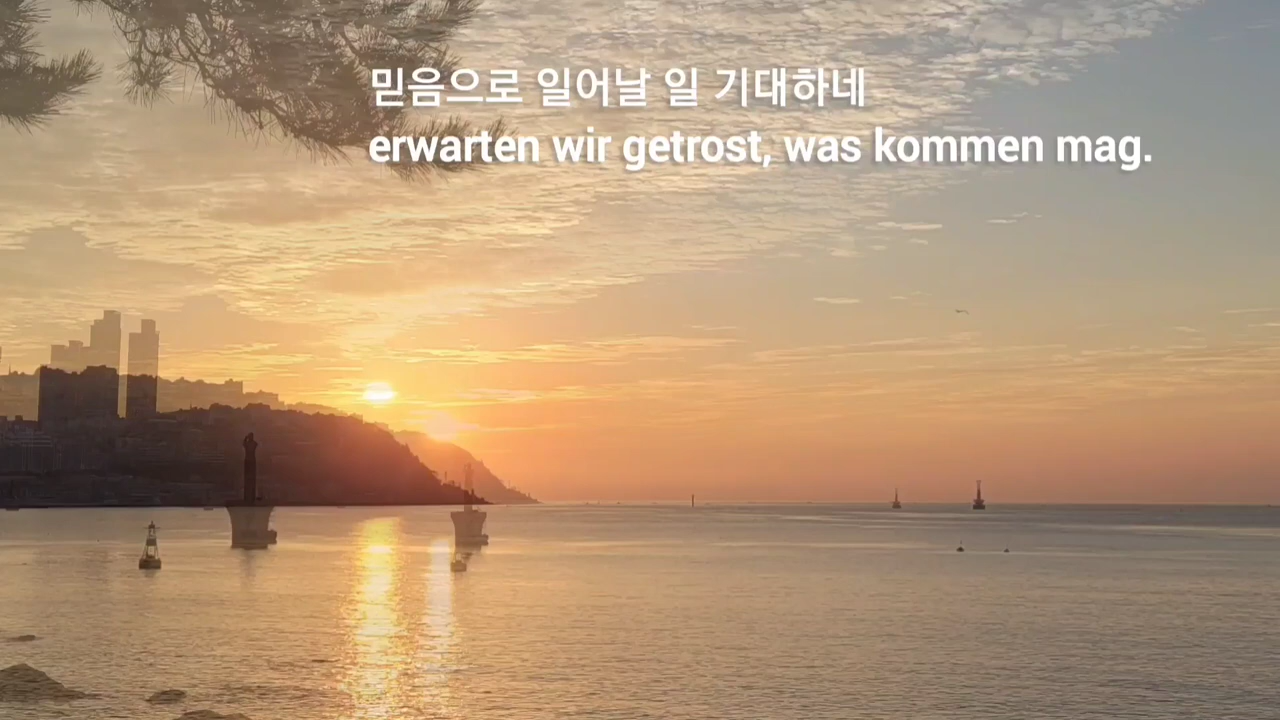 믿음으로 일어날 일 기대하네
erwarten wir getrost, was kommen mag.